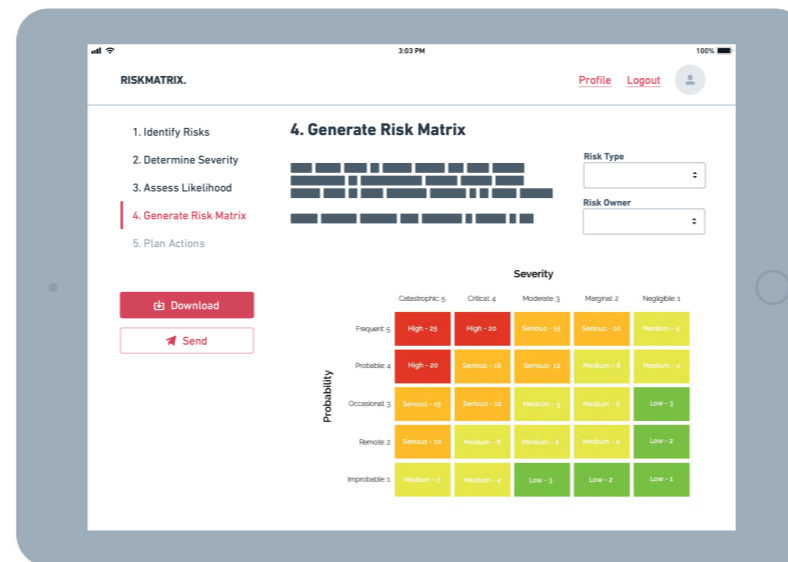 3:03 PM
100%
RISKMATRIX.
Profile Logout
1. Identify Risks
2. Determine Severity
3. Assess Likelihood
4. Generate Risk Matrix
5. Plan Actions
Download
Send
4. Generate Risk Matrix
Risk Type
Risk Owner
Severity
Catastrophic: 5 Critical: 4 Moderate: 3 Marginal: 2 Negligible: 1
Probability
Frequent: 5 High - 25 High - 20 Serious - 15 Serious - 10 Medium - 5
Probable: 4 High - 20 Serious - 16 Serious- 12 Medium - 8 Medium - 4
Occasional: 3 Serious - 15 Serious - 12 Medium - 9 Medium - 6 Low - 3
Remote: 2 Serious - 10 Medium - 8 Medium - 6 Medium - 4 Low - 2
Improbable: 1 Medium - 5 Medium - 4 Low - 3 Low - 2 Low - 1